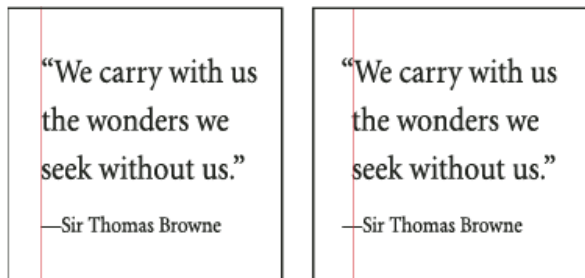 “We carry with us
the wonders we
seek without us.”
—Sir Thomas Browne
“We carry with us
the wonders we
seek without us.”
—Sir Thomas Browne